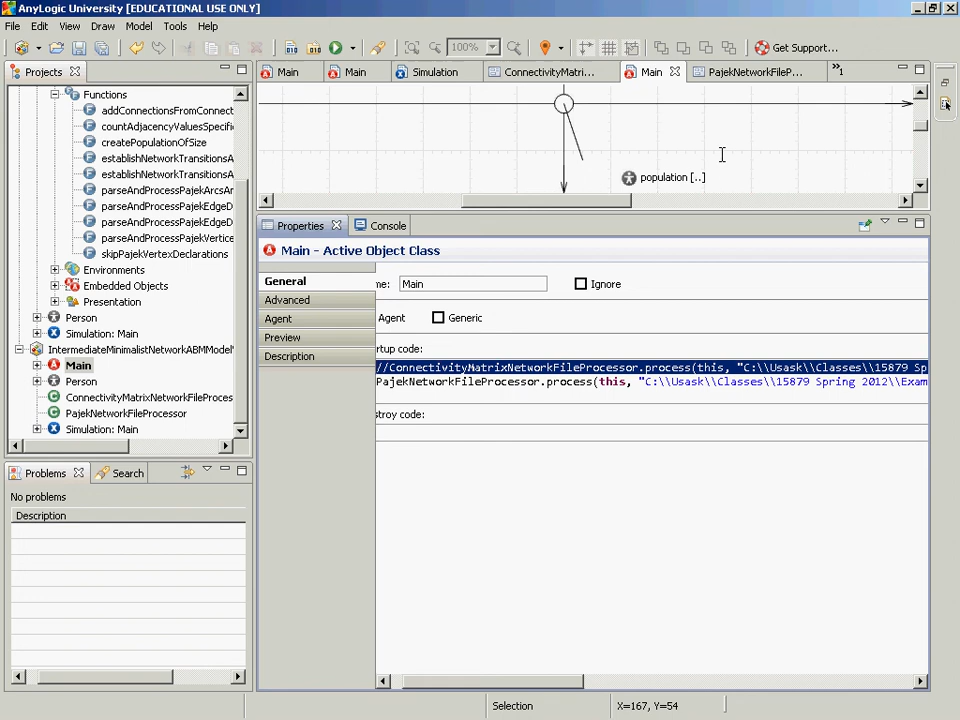 AnyLogic University [EDUCATIONAL USE ONLY]
File Edit View Draw Model Tools Help
100% Get Support...
Projects
Main Main Simulation ConnectivityMatri... Main PajekNetworkFileP... »1
Functions
addConnectionsFromConnect
countAdjacencyValuesSpecifi
createPopulationOfSize
establishNetworkTransitionsA
establishNetworkTransitionsA
parseAndProcessPajekArcsAr
parseAndProcessPajekEdgeD
parseAndProcessPajekEdgeD
parseAndProcessPajekVertice
skipPajekVertexDeclarations
Environments
Embedded Objects
Presentation
Person
Simulation: Main
IntermediateMinimalistNetworkABMModel'
Main
Person
ConnectivityMatrixNetworkFileProces
PajekNetworkFileProcessor
Simulation: Main
population [..]
Properties Console
Main - Active Object Class
General
Advanced
Agent
Preview
Description
me: Main Ignore
Agent Generic
rtup code:
//ConnectivityMatrixNetworkFileProcessor.process(this, "C:\\Usask\\Classes\\15879 Sp
PajekNetworkFileProcessor.process(this, "C:\\Usask\\Classes\\15879 Spring 2012\\Exam
stroy code:
Problems Search
No problems
Description
Selection X=167, Y=54